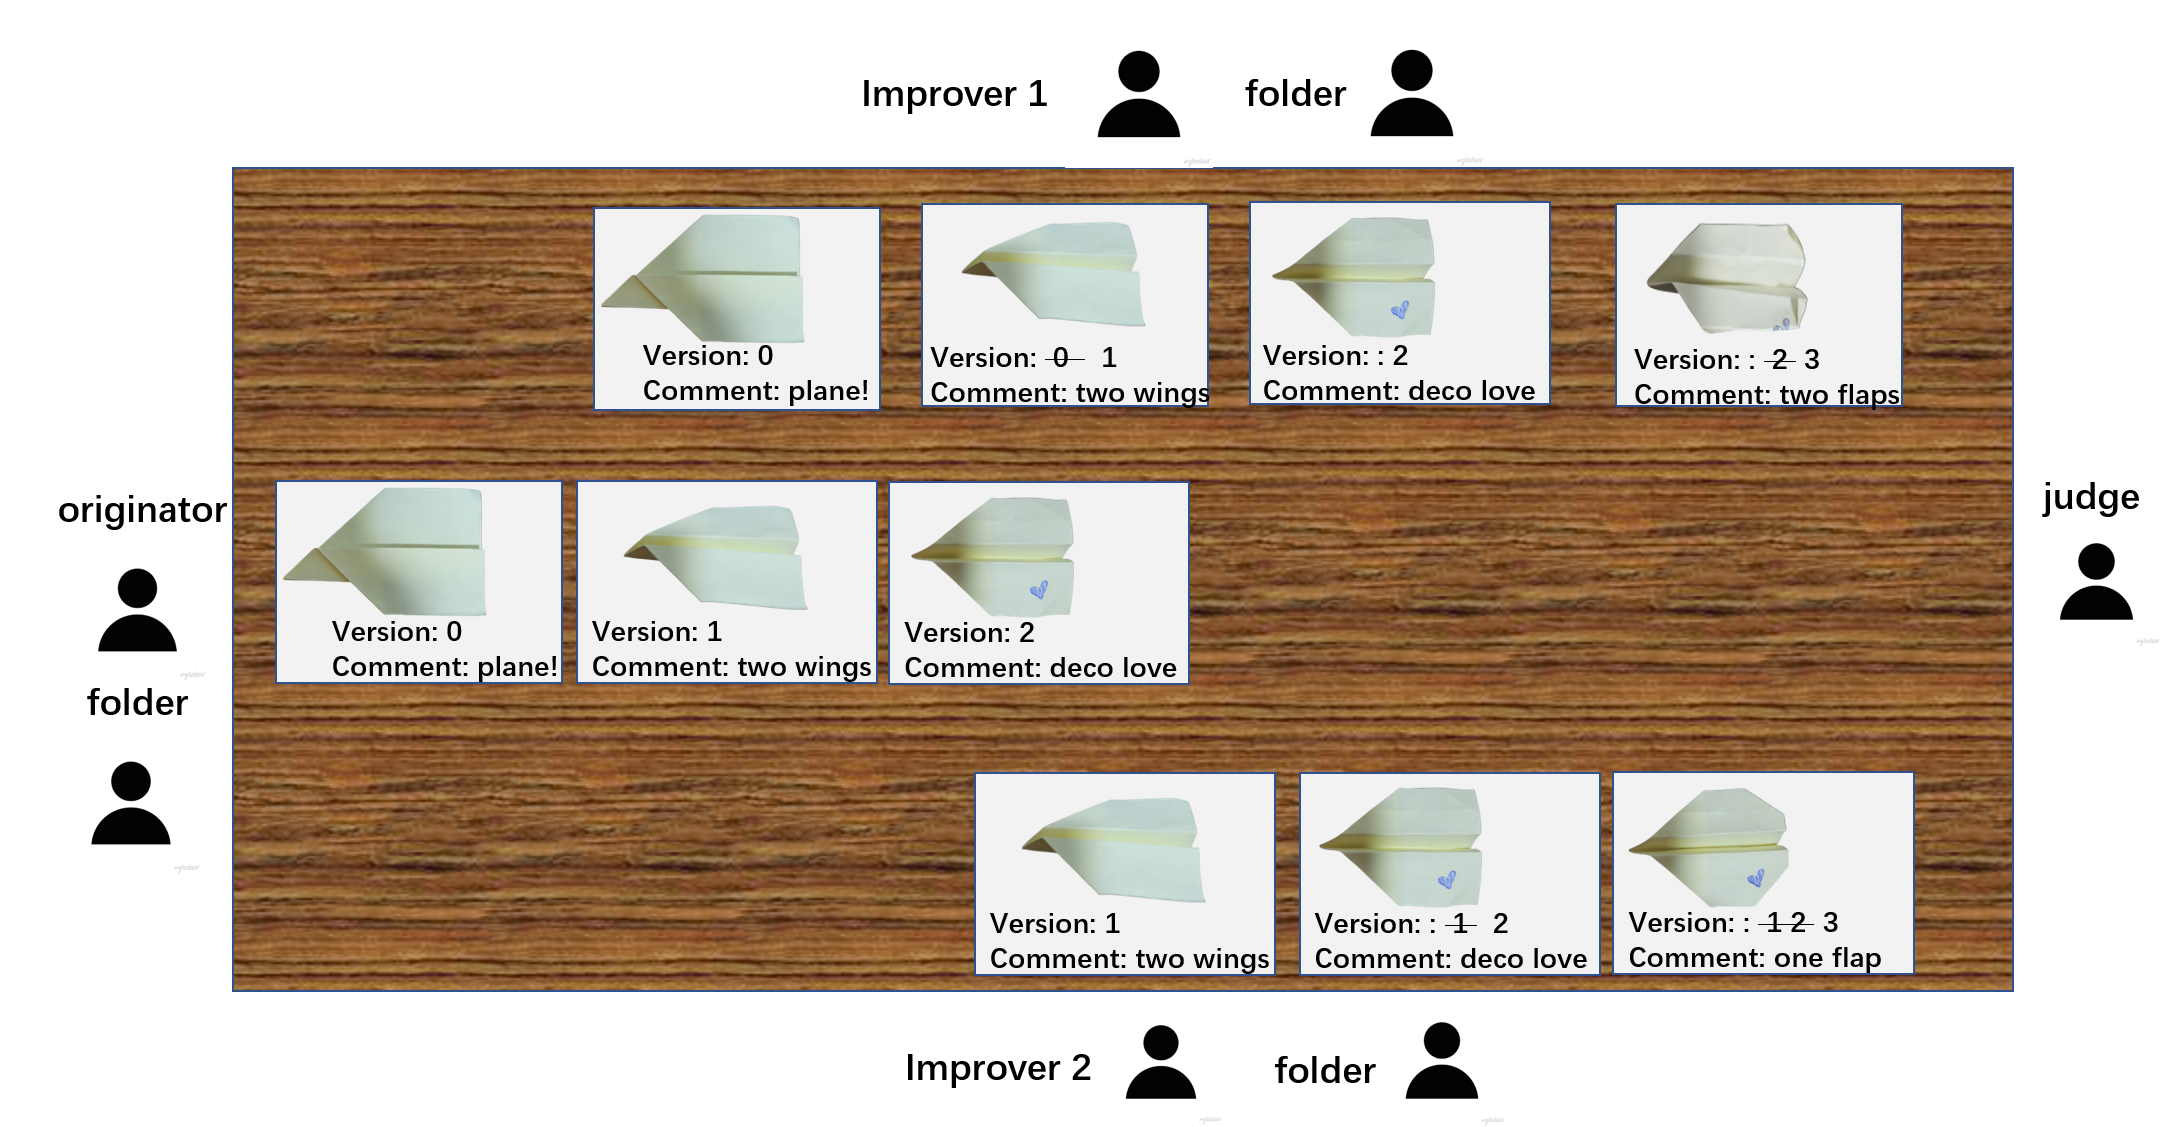 Improver 1
folder
Version: 0
Comment: plane!
Version: 0 1
Comment: two wings
Version: : 2
Comment: deco love
Version: : 2 3
Comment: two flaps
originator
folder
judge
Version: 0
Comment: plane!
Version: 1
Comment: two wings
Version: 2
Comment: deco love
Version: 1
Comment: two wings
Version: : 1 2
Comment: deco love
Version: : 1 2 3
Comment: one flap
Improver 2
folder